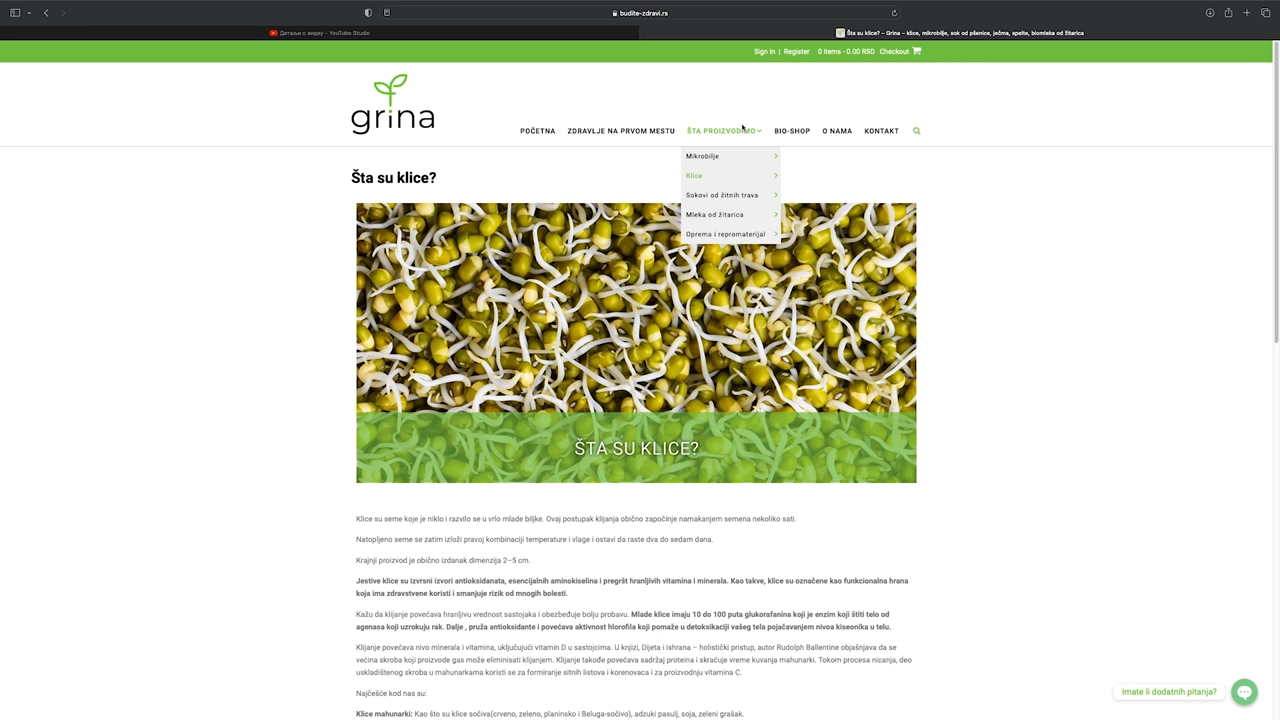 budite-zdravi.rs
Детаљи о видеу - YouTube Studio
Šta su klice? – Grina – klice, mikrobilje, sok od pšenice, ječma, spelte, biomleka od žitarica
Sign In | Register 0 items - 0.00 RSD Checkout
grina
POČETNA ZDRAVLJE NA PRVOM MESTU ŠTA PROIZVODIMO BIO-SHOP O NAMA KONTAKT
Mikrobilje
Klice
Sokovi od žitnih trava
Mleka od žitarica
Oprema i repromaterijal
Šta su klice?
ŠTA SU KLICE?
Klice su seme koje je niklo i razvilo se u vrlo mlade biljke. Ovaj postupak klijanja obično započinje namakanjem semena nekoliko sati.
Natopljeno seme se zatim izloži pravoj kombinaciji temperature i vlage i ostavi da raste dva do sedam dana.
Krajnji proizvod je obično izdanak dimenzija 2–5 cm.
Jestive klice su izvrsni izvori antioksidanata, esencijalnih aminokiselina i pregršt hranljivih vitamina i minerala. Kao takve, klice su označene kao funkcionalna hrana
koja ima zdravstvene koristi i smanjuje rizik od mnogih bolesti.
Kažu da klijanje povećava hranljivu vrednost sastojaka i obezbeđuje bolju probavu. Mlade klice imaju 10 do 100 puta glukorafanina koji je enzim koji štiti telo od
agenasa koji uzrokuju rak. Dalje , pruža antioksidante i povećava aktivnost hlorofila koji pomaže u detoksikaciji vašeg tela pojačavanjem nivoa kiseonika u telu.
Klijanje povećava nivo minerala i vitamina, uključujući vitamin D u sastojcima. U knjizi, Dijeta i ishrana – holistički pristup, autor Rudolph Ballentine objašnjava da se
većina skroba koji proizvode gas može eliminisati klijanjem. Klijanje takođe povećava sadržaj proteina i skraćuje vreme kuvanja mahunarki. Tokom procesa nicanja, deo
uskladištenog skroba u mahunarkama koristi se za formiranje sitnih listova i korenovaca i za proizvodnju vitamina C.
Najčešće kod nas su:
Klice mahunarki: Kao što su klice sočiva(crveno, zeleno, planinsko i Beluga-sočivo), adzuki pasulj, soja, zeleni grašak.
Imate li dodatnih pitanja?